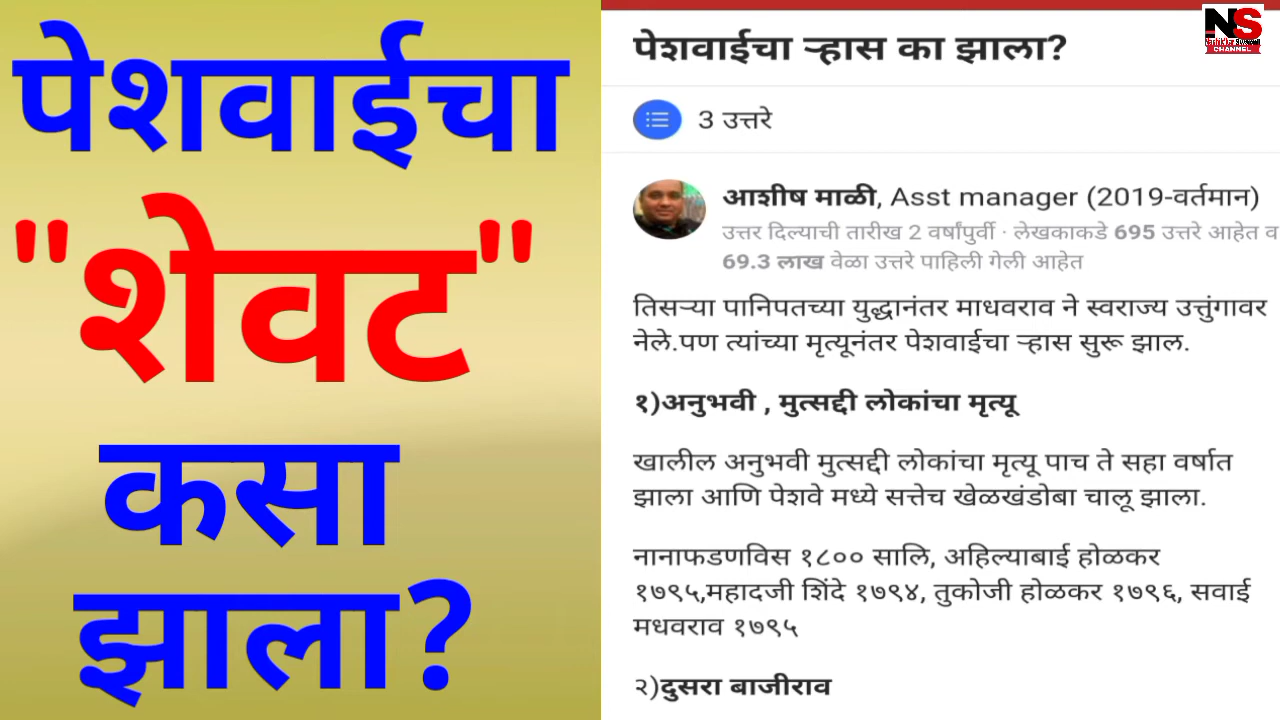 पेशवाईचा
"शेवट"
कसा
झाला?
NS
CHANNEL
पेशवाईचा ऱ्हास का झाला?
3 उत्तरे
आशीष माळी, Asst manager (2019-वर्तमान)
उत्तर दिल्याची तारीख 2 वर्षांपुर्वी · लेखकाकडे 695 उत्तरे आहेत व
69.3 लाख वेळा उत्तरे पाहिली गेली आहेत
तिसऱ्या पानिपतच्या युद्धानंतर माधवराव ने स्वराज्य उत्तुंगावर
नेले.पण त्यांच्या मृत्यूनंतर पेशवाईचा ऱ्हास सुरू झाल.
१)अनुभवी , मुत्सद्दी लोकांचा मृत्यू
खालील अनुभवी मुत्सद्दी लोकांचा मृत्यू पाच ते सहा वर्षात
झाला आणि पेशवे मध्ये सत्तेच खेळखंडोबा चालू झाला.
नानाफडणविस १८०० सालि, अहिल्याबाई होळकर
१७९५,महादजी शिंदे १७९४, तुकोजी होळकर १७९६, सवाई
मधवराव १७९५
२)दुसरा बाजीराव